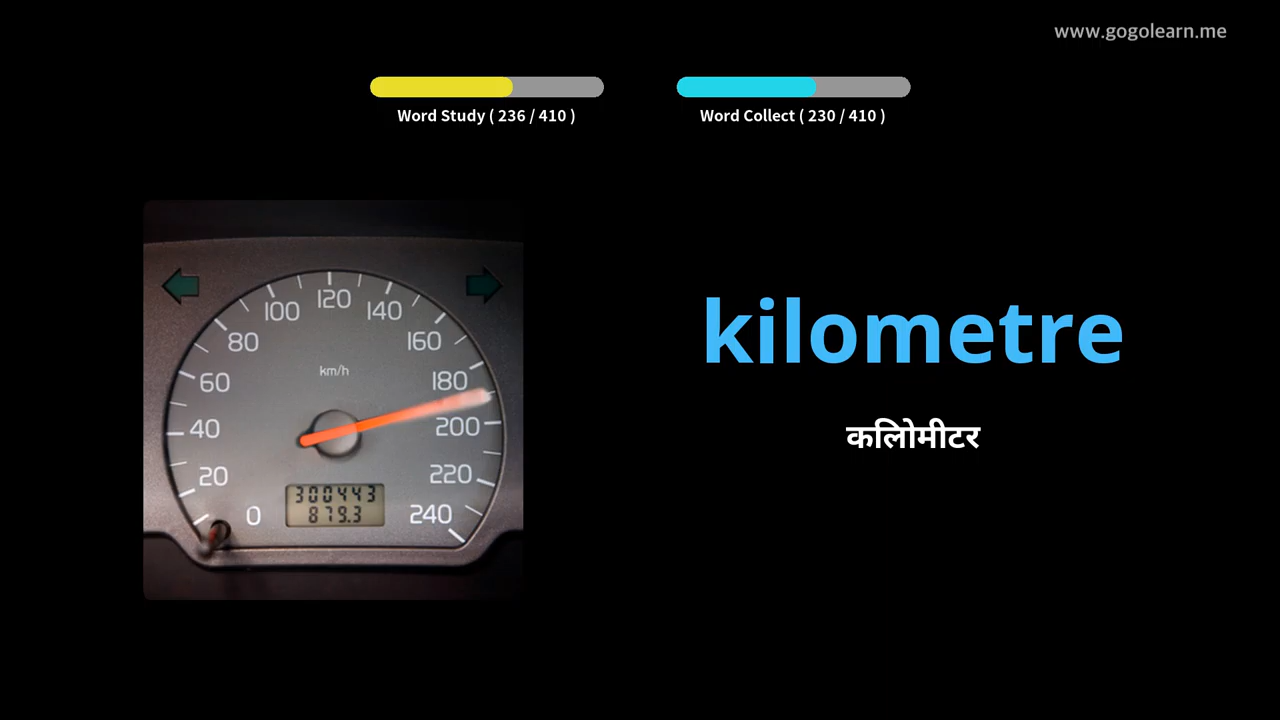 www.gogolearn.me
Word Study ( 236 / 410 )
Word Collect ( 230 / 410 )
kilometre
किलोमीटर
120
100
140
80
160
km/h
60
180
40
200
20
220
300443
0
879.3
240